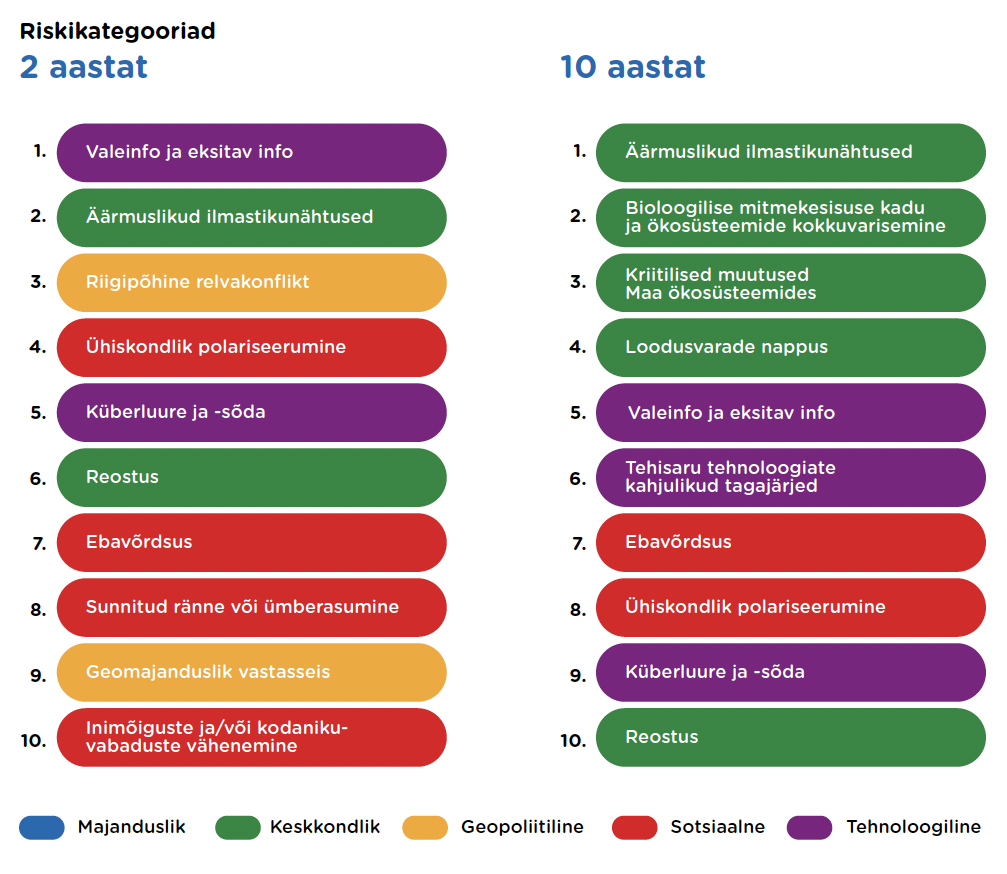 Riskikategooriad
2 aastat
1. Valeinfo ja eksitav info
2. Äärmuslikud ilmastikunähtused
3. Riigipõhine relvakonflikt
4. Ühiskondlik polariseerumine
5. Küberluure ja -sõda
6. Reostus
7. Ebavõrdsus
8. Sunnitud ränne või ümberasumine
9. Geomajanduslik vastasseis
10. Inimõiguste ja/või kodaniku-
vabaduste vähenemine
10 aastat
1. Äärmuslikud ilmastikunähtused
2. Bioloogilise mitmekesisuse kadu
ja ökosüsteemide kokkuvarisemine
3. Kriitilised muutused
Maa ökosüsteemides
4. Loodusvarade nappus
5. Valeinfo ja eksitav info
6. Tehisaru tehnoloogiate
kahjulikud tagajärjed
7. Ebavõrdsus
8. Ühiskondlik polariseerumine
9. Küberluure ja -sõda
10. Reostus
Majanduslik Keskkondlik Geopoliitiline Sotsiaalne Tehnoloogiline